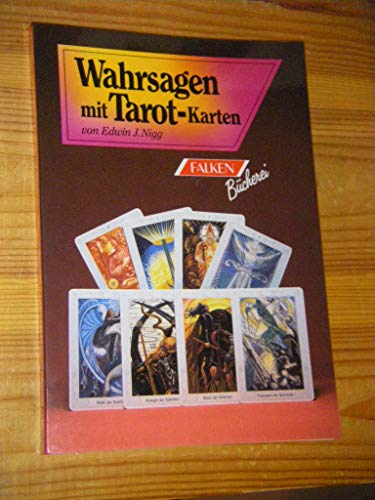 Wahrsagen
mit Tarot-Karten
von Edwin J. Nigg
FALKEN
Bücherei